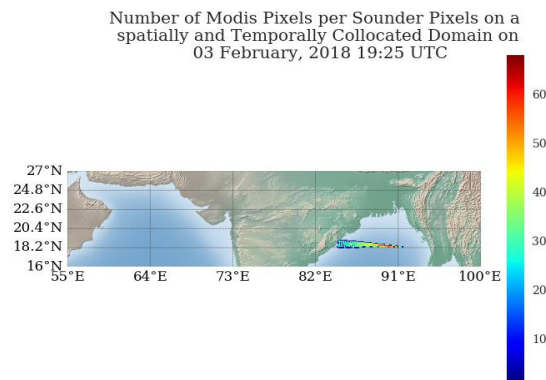 Number of Modis Pixels per Sounder Pixels on a
spatially and Temporally Collocated Domain on
03 February, 2018 19:25 UTC
60
50
40
30
20
10
27°N
24.8°N
22.6°N
20.4°N
18.2°N
16°N
55°E 64°E 73°E 82°E 91°E 100°E